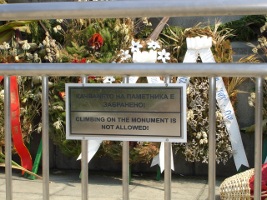 КАЧВАНЕТО НА ПАМЕТНИКА Е
ЗАБРАНЕНО!
CLIMBING ON THE MONUMENT IS
NOT ALLOWED!